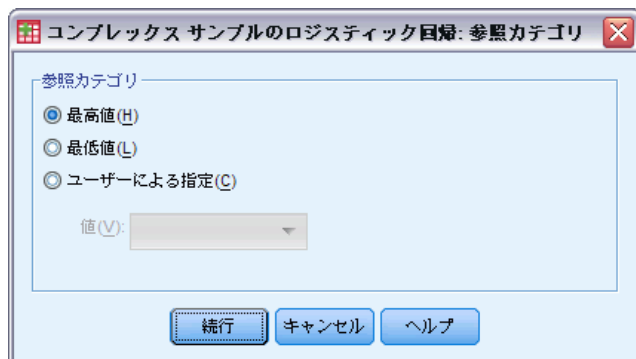 コンプレックス サンプルのロジスティック回帰: 参照カテゴリ
参照カテゴリ
最高値(H)
最低値(L)
ユーザーによる指定(C)
値(V):
続行 キャンセル ヘルプ